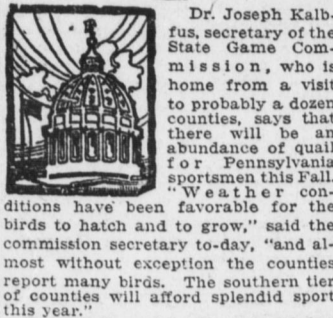 Dr. Joseph Kalb-
fus, secretary of the
State Game Com-
mission, who is
home from a visit
to probably a dozen
counties, says that
there will be an
abundance of quail
for Pennsylvania
sportsmen this Fall.
"Weather con-
ditions have been favorable for the
birds to hatch and to grow," said the
commission secretary to-day, "and al-
most without exception the counties
report many birds. The southern tier
of counties will afford splendid sport
this year."